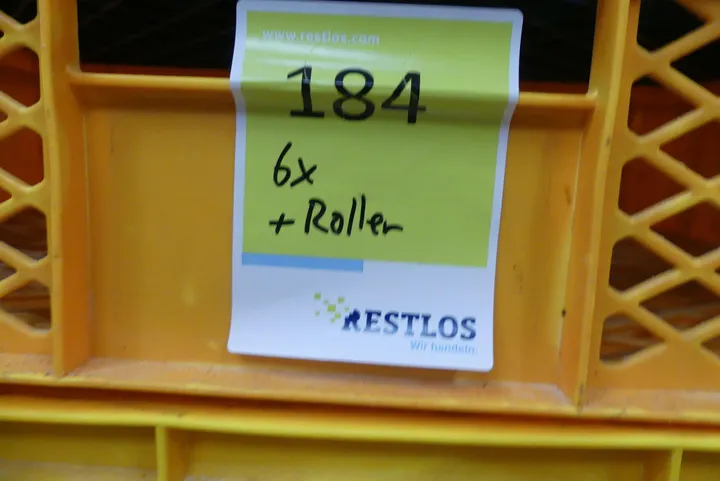 www.restlos.com
184
6x
+ Roller
RESTLOS
Wir handeln.